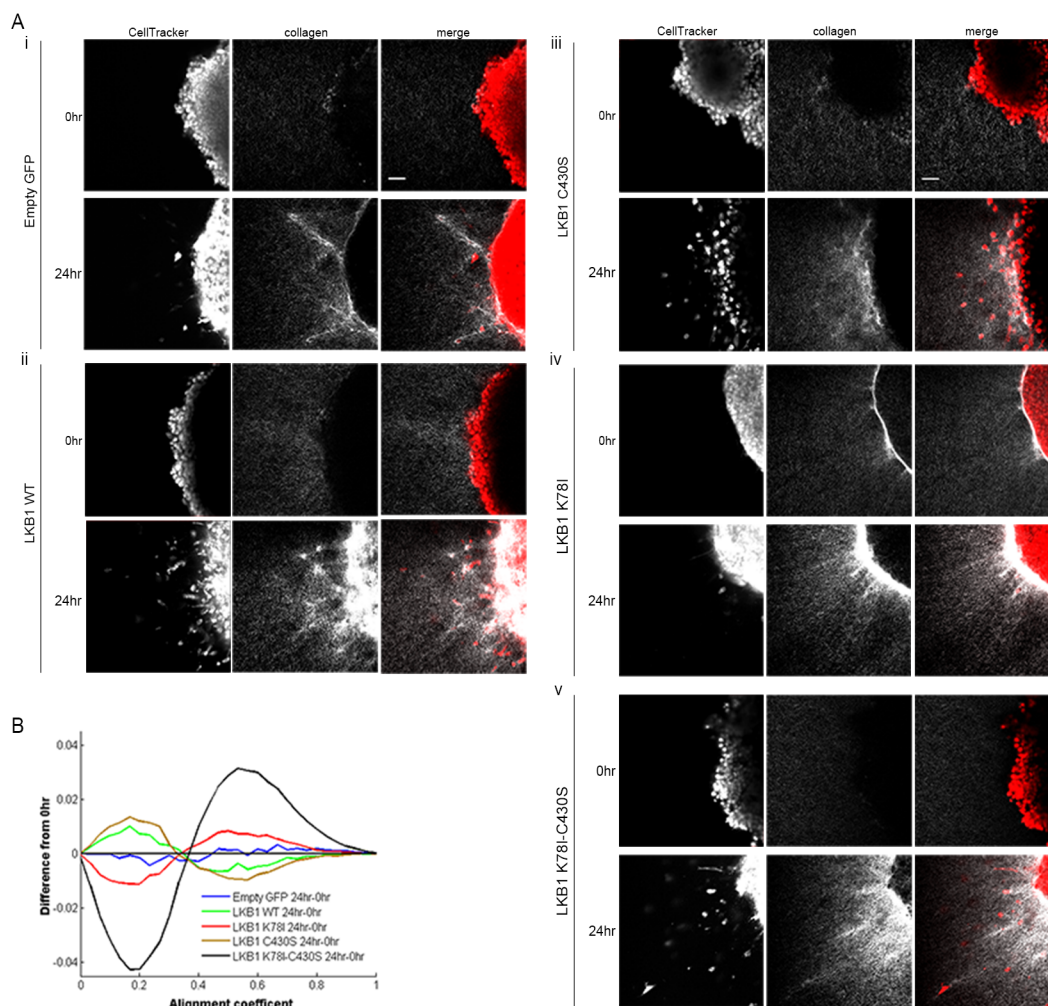 A
i
CellTracker
collagen
merge
Empty GFP
0hr
24hr
ii
LKB1 WT
0hr
24hr
iii
CellTracker
collagen
merge
LKB1 C430S
0hr
24hr
iv
LKB1 K78I
0hr
24hr
v
LKB1 K78I-C430S
0hr
24hr
B
Difference from 0hr
0.04
0.02
0
-0.02
-0.04
Empty GFP 24hr-0hr
LKB1 WT 24hr-0hr
LKB1 K78I 24hr-0hr
LKB1 C430S 24hr-0hr
LKB1 K78I-C430S 24hr-0hr
0
0.2
0.4
0.6
0.8
1
Alignment coefficent